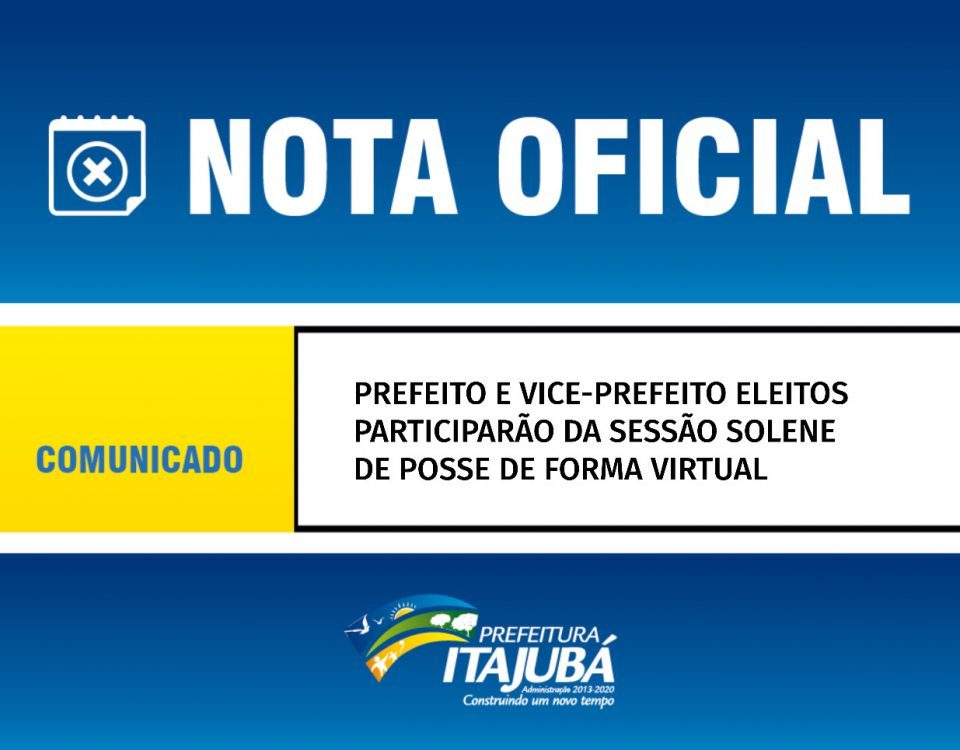 NOTA OFICIAL
COMUNICADO
PREFEITO E VICE-PREFEITO ELEITOS
PARTICIPARÃO DA SESSÃO SOLENE
DE POSSE DE FORMA VIRTUAL
PREFEITURA
ITAJUBÁ
Administração 2013-2020
Construindo um novo tempo